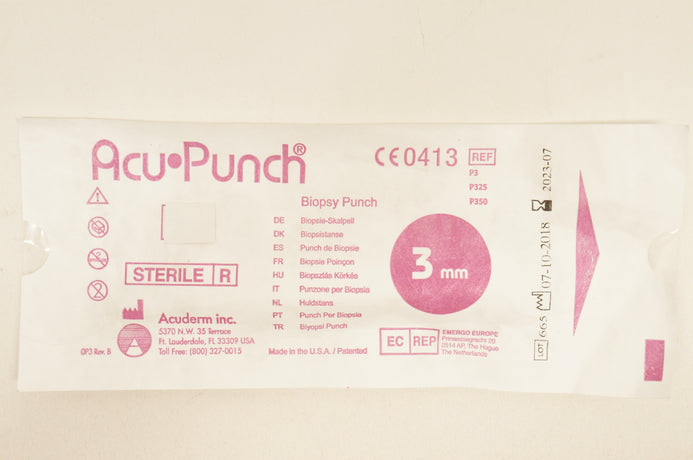 Acu•Punch®
CE0413 REF
P3
P325
P350
Biopsy Punch
DE Biopsie-Skalpell
DK Biopsistanse
ES Punch de Biopsie
FR Biopsie Poinçon
HU Biopszlás Körkés
IT Punzone per Biopsia
NL Huldstans
PT Punch Per Biopsia
TR Biyopsi Punch
Made in the U.S.A. / Patented
STERILE R
Acuderm inc.
5370 N.W. 35 Terrace
Ft. Lauderdale, FL 33309 USA
Toll Free: (800) 327-0015
OP3 Rev. B
3 mm
EC REP
EMERGO EUROPE
Prinsessegracht 20
2514 AP, The Hague
The Netherlands
LOT 665 07-10-2018 2023-07